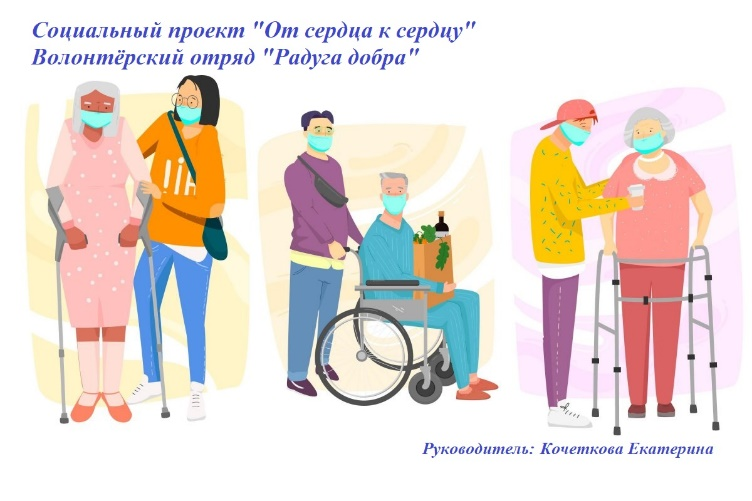 Социальный проект "От сердца к сердцу"
Волонтёрский отряд "Радуга добра"
Руководитель: Кочеткова Екатерина